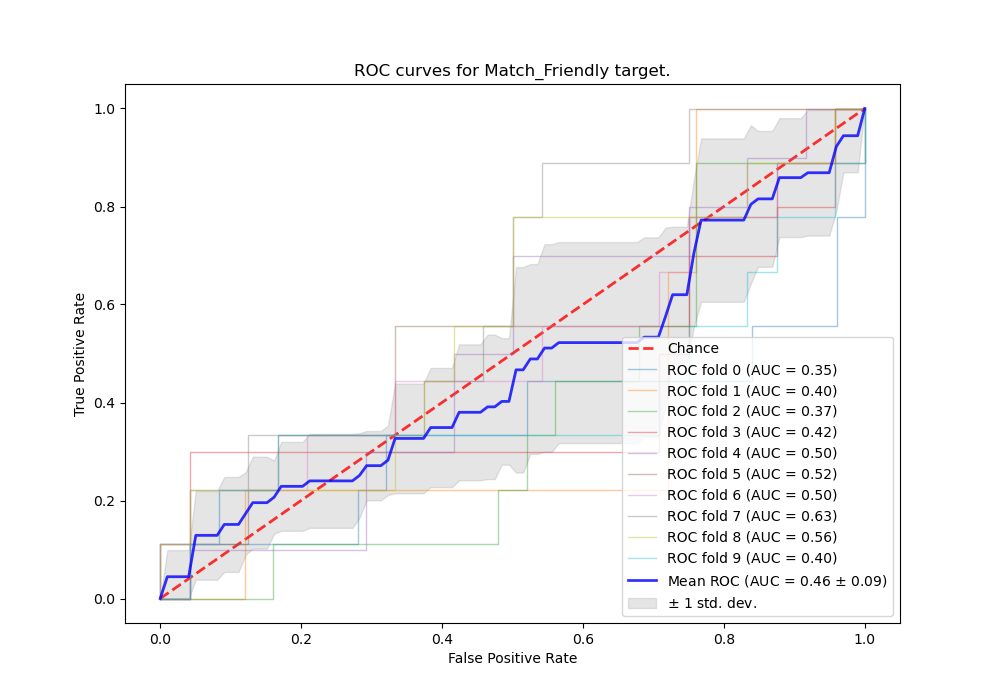 ROC curves for Match_Friendly target.
True Positive Rate
1.0
0.8
0.6
0.4
0.2
0.0
0.0 0.2 0.4 0.6 0.8 1.0
False Positive Rate
Chance
ROC fold 0 (AUC = 0.35)
ROC fold 1 (AUC = 0.40)
ROC fold 2 (AUC = 0.37)
ROC fold 3 (AUC = 0.42)
ROC fold 4 (AUC = 0.50)
ROC fold 5 (AUC = 0.52)
ROC fold 6 (AUC = 0.50)
ROC fold 7 (AUC = 0.63)
ROC fold 8 (AUC = 0.56)
ROC fold 9 (AUC = 0.40)
Mean ROC (AUC = 0.46 ± 0.09)
± 1 std. dev.